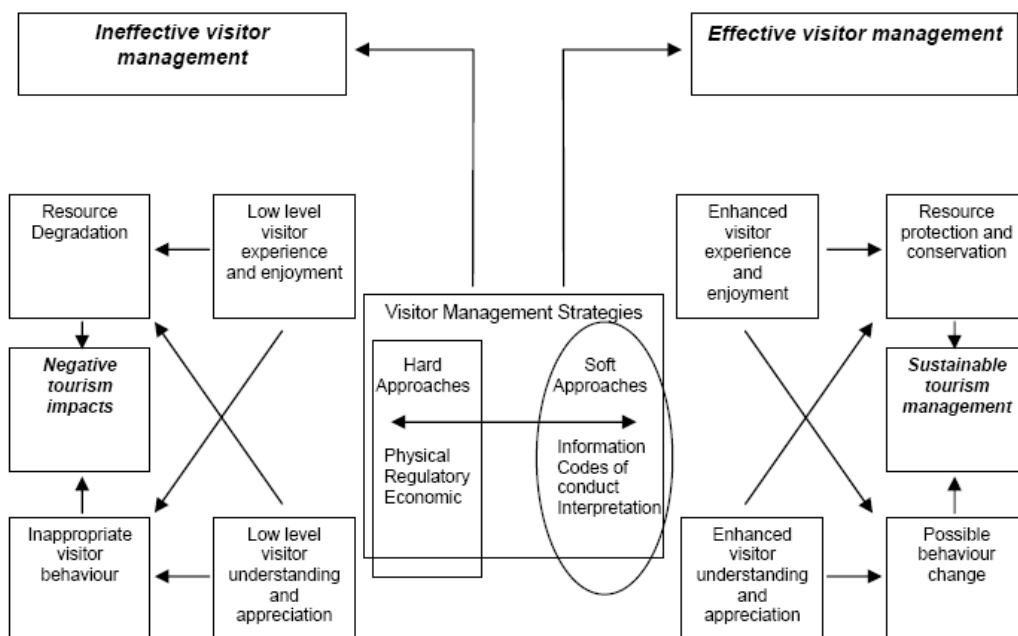 Ineffective visitor
management
Effective visitor management
Resource
Degradation
Low level
visitor
experience
and enjoyment
Enhanced
visitor
experience
and
enjoyment
Resource
protection and
conservation
Visitor Management Strategies
Negative
tourism
impacts
Hard
Approaches
Physical
Regulatory
Economic
Soft
Approaches
Information
Codes of
conduct
Interpretation
Sustainable
tourism
management
Inappropriate
visitor
behaviour
Low level
visitor
understanding
and
appreciation
Enhanced
visitor
understanding
and
appreciation
Possible
behaviour
change